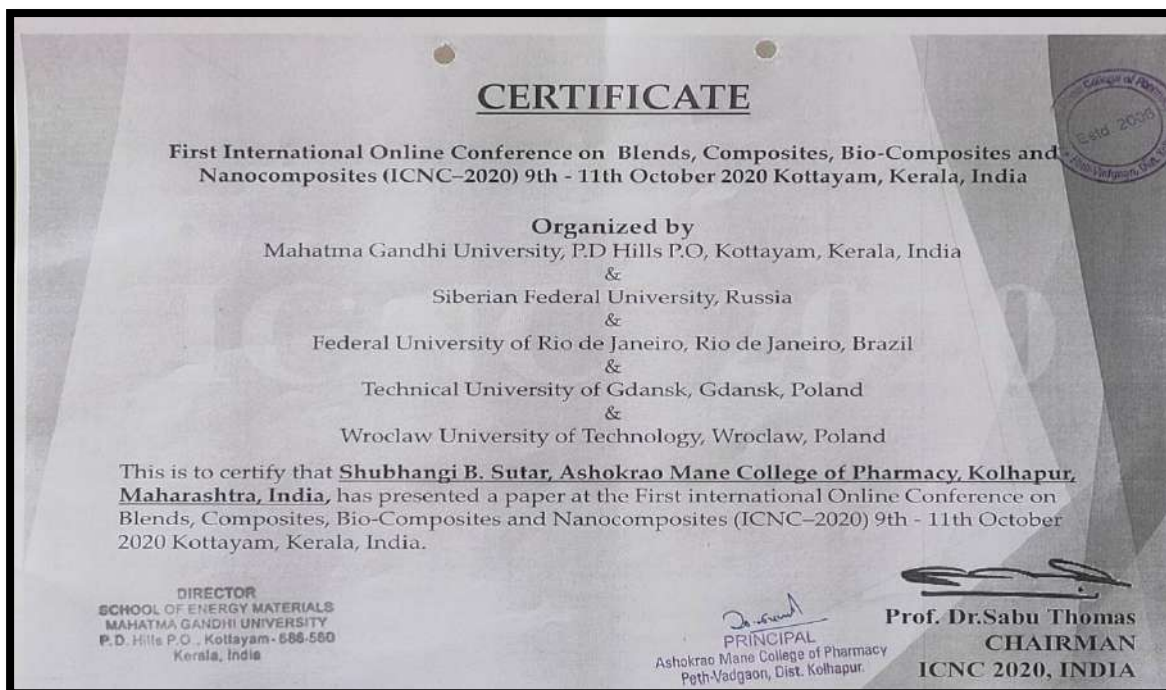 CERTIFICATE
First International Online Conference on Blends, Composites, Bio-Composites and
Nanocomposites (ICNC–2020) 9th - 11th October 2020 Kottayam, Kerala, India
Organized by
Mahatma Gandhi University, P.D Hills P.O, Kottayam, Kerala, India
&
Siberian Federal University, Russia
&
Federal University of Rio de Janeiro, Rio de Janeiro, Brazil
&
Technical University of Gdansk, Gdansk, Poland
&
Wroclaw University of Technology, Wroclaw, Poland
This is to certify that Shubhangi B. Sutar, Ashokrao Mane College of Pharmacy, Kolhapur,
Maharashtra, India, has presented a paper at the First international Online Conference on
Blends, Composites, Bio-Composites and Nanocomposites (ICNC–2020) 9th - 11th October
2020 Kottayam, Kerala, India.
DIRECTOR
SCHOOL OF ENERGY MATERIALS
MAHATMA GANDHI UNIVERSITY
P.D. Hills P.O., Kottayam- 686-560
Kerala, India
PRINCIPAL
Ashokrao Mane College of Pharmacy
Peth-Vadgaon, Dist. Kolhapur.
Prof. Dr.Sabu Thomas
CHAIRMAN
ICNC 2020, INDIA
College of
Estd. 2006